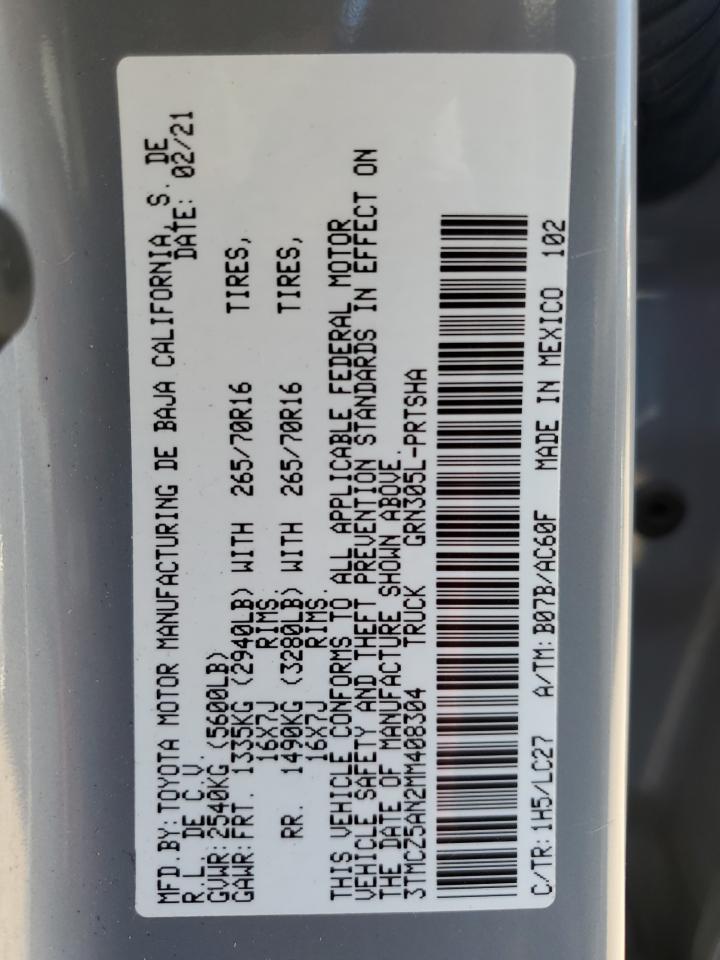 MFD.BY:TOYOTA MOTOR MANUFACTURING DE BAJA CALIFORNIA, S. DE
R.L. DE C.V. DATE: 02/21
GVWR:2540KG (5600LB)
GAWR:FRT. 1335KG (2940LB) WITH 265/70R16 TIRES,
16X7J RIMS.
RR. 1490KG (3280LB) WITH 265/70R16 TIRES,
16X7J RIMS.
THIS VEHICLE CONFORMS TO ALL APPLICABLE FEDERAL MOTOR
VEHICLE SAFETY AND THEFT PREVENTION STANDARDS IN EFFECT ON
THE DATE OF MANUFACTURE SHOWN ABOVE.
3TMCZ5AN2MM408304 TRUCK GRN305L-PRTSHA
C/TR:1H5/LC27 A/TM:B07B/AC60F MADE IN MEXICO 102